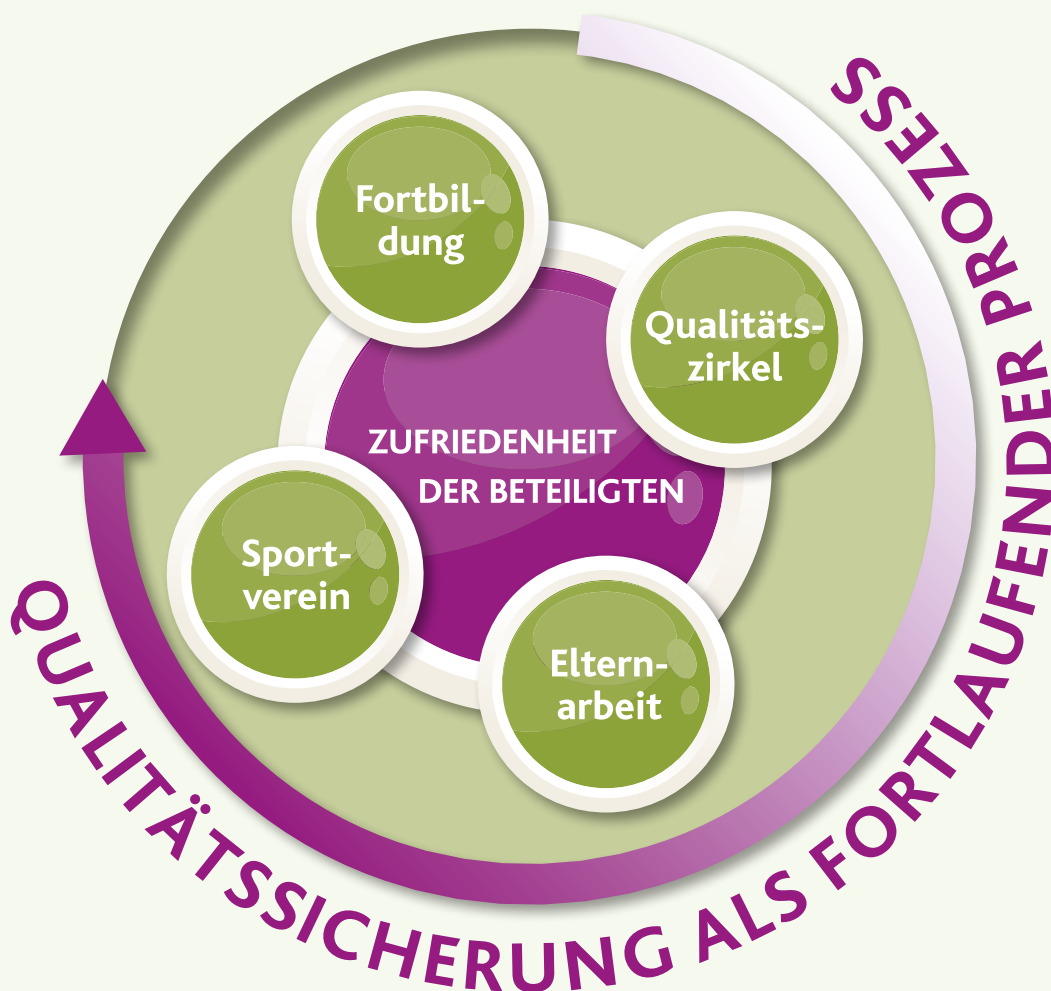 Fortbil-
dung
Qualitäts-
zirkel
ZUFRIEDENHEIT
DER BETEILIGTEN
Sport-
verein
Eltern-
arbeit
QUALITÄTSSICHERUNG ALS FORTLAUFENDER PROZESS